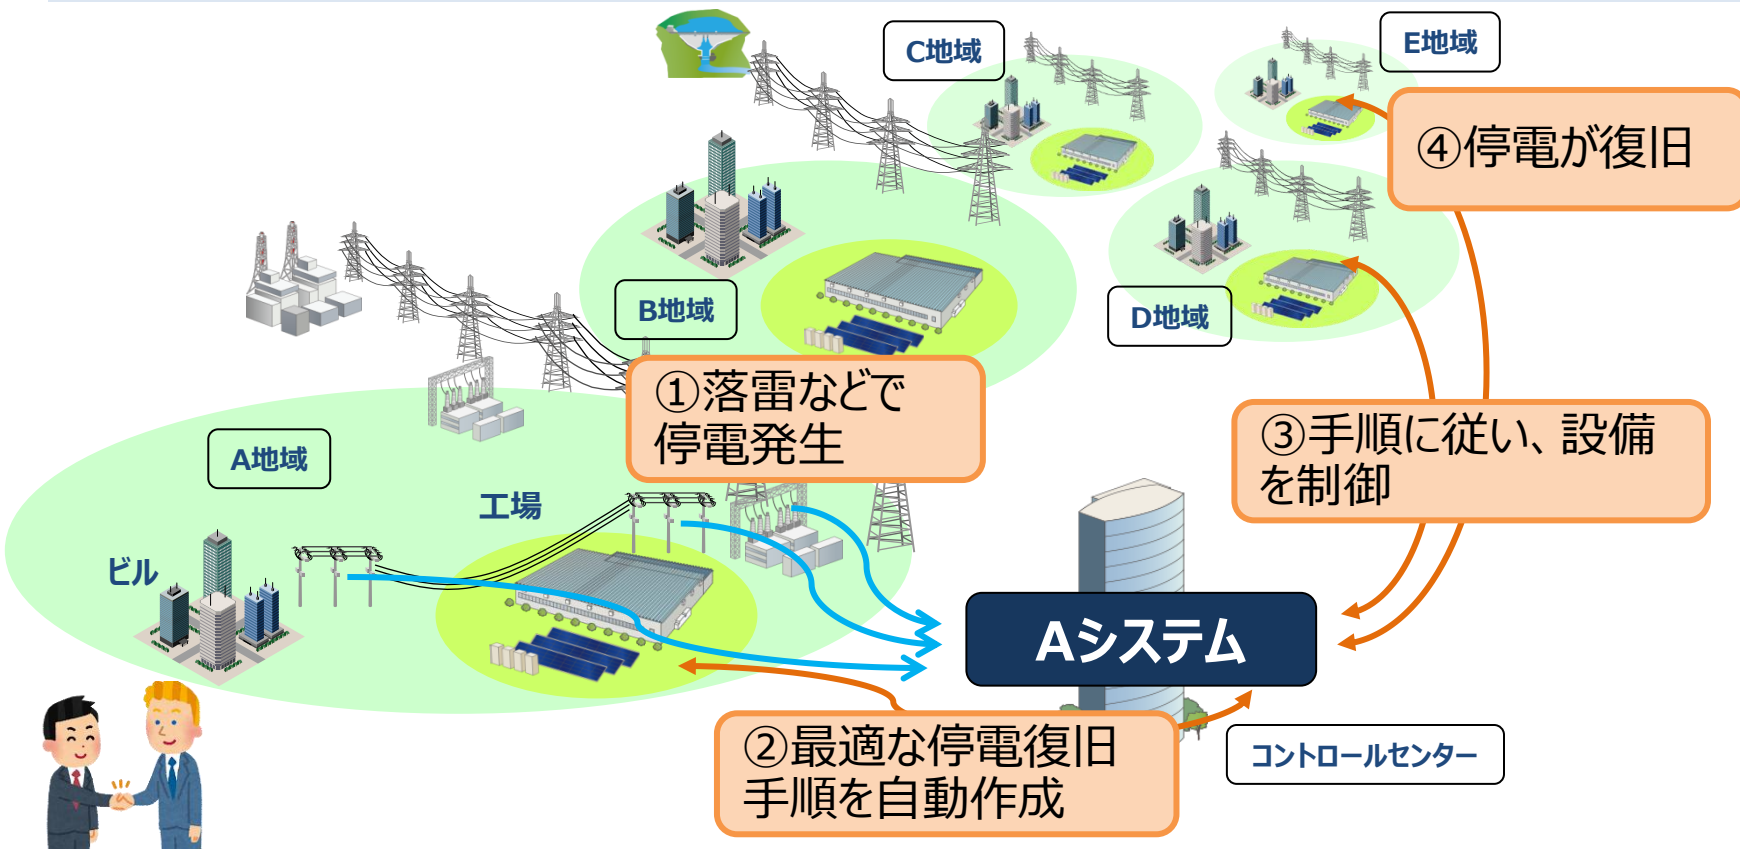 C地域
E地域
④停電が復旧
B地域
D地域
①落雷などで
停電発生
③手順に従い、設備
を制御
A地域
工場
ビル
Aシステム
②最適な停電復旧
手順を自動作成
コントロールセンター